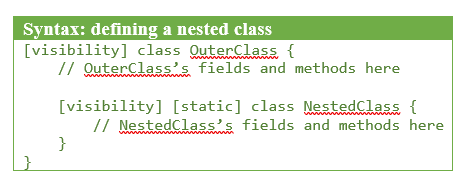 Syntax: defining a nested class
[visibility] class OuterClass {
// OuterClass’s fields and methods here
[visibility] [static] class NestedClass {
// NestedClass’s fields and methods here
}
}